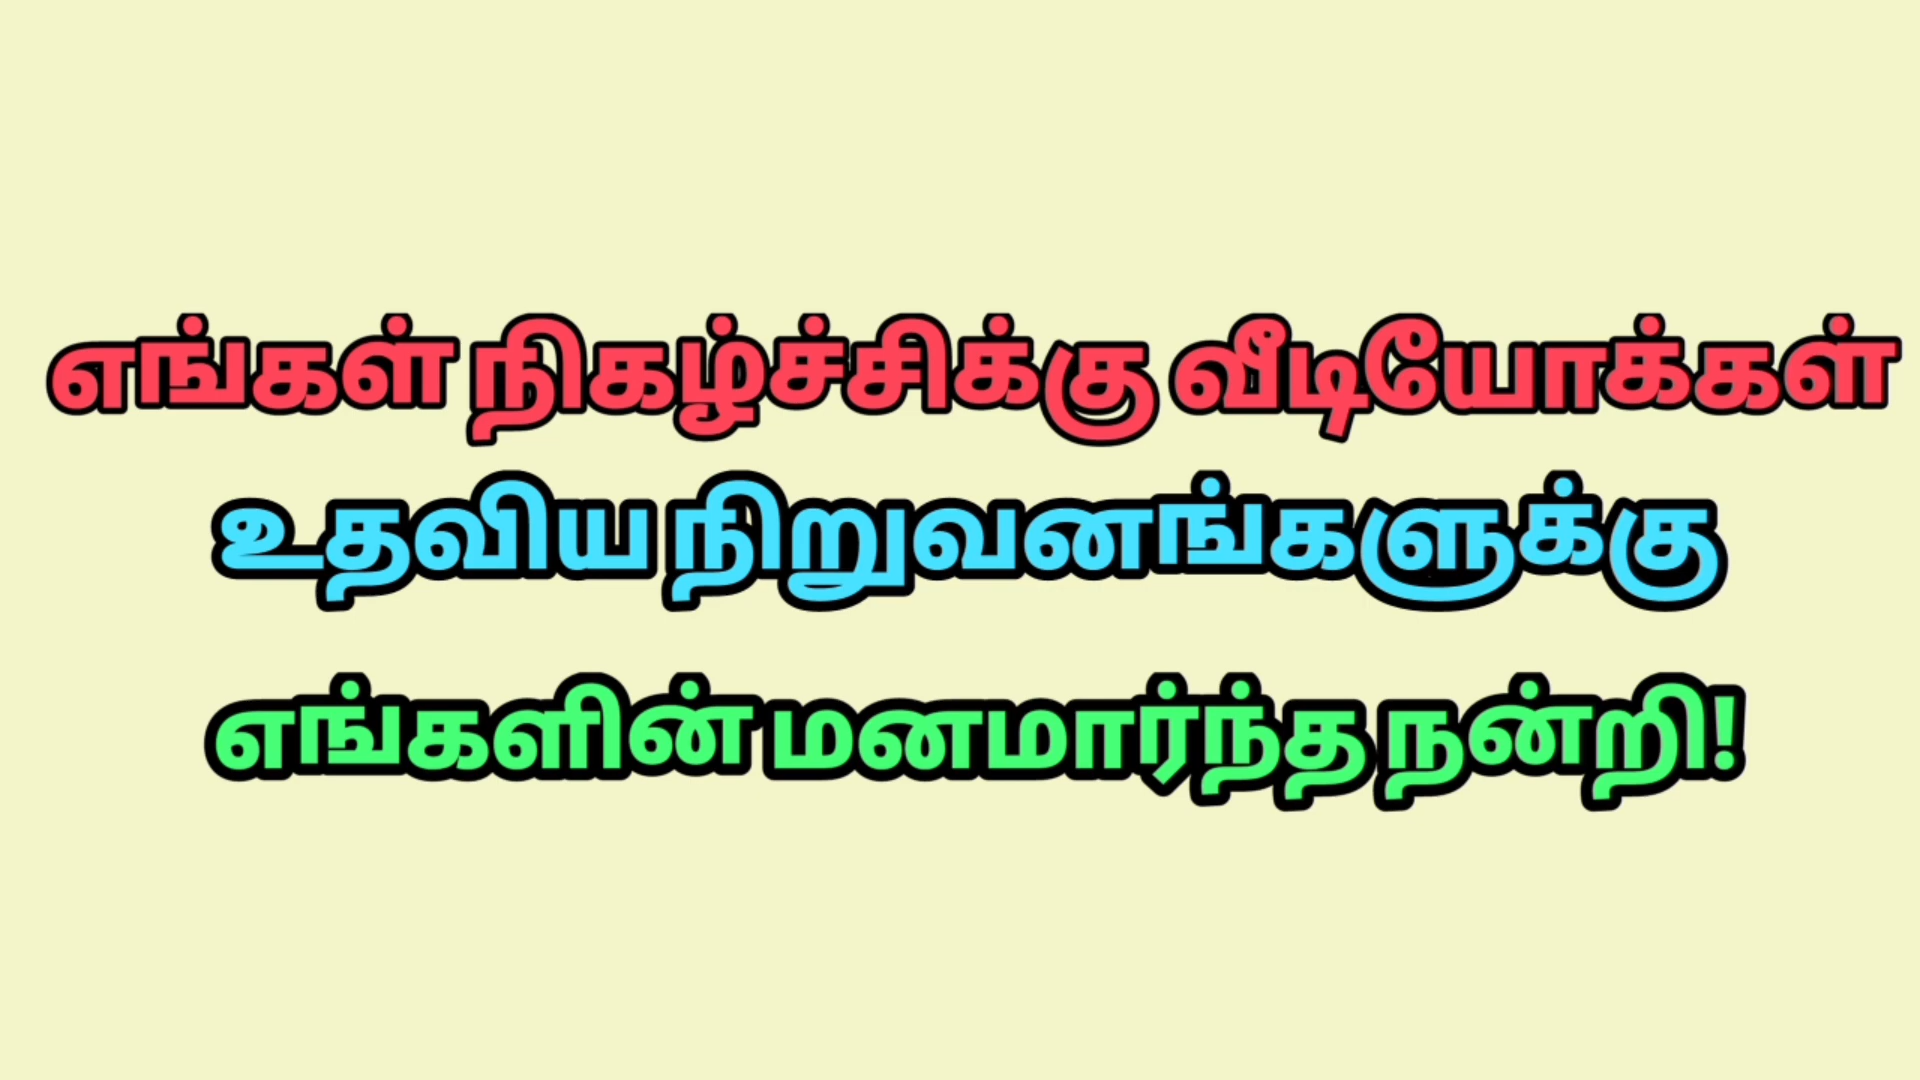 எங்கள் நிகழ்ச்சிக்கு வீடியோக்கள்
உதவிய நிறுவனங்களுக்கு
எங்களின் மனமார்ந்த நன்றி!